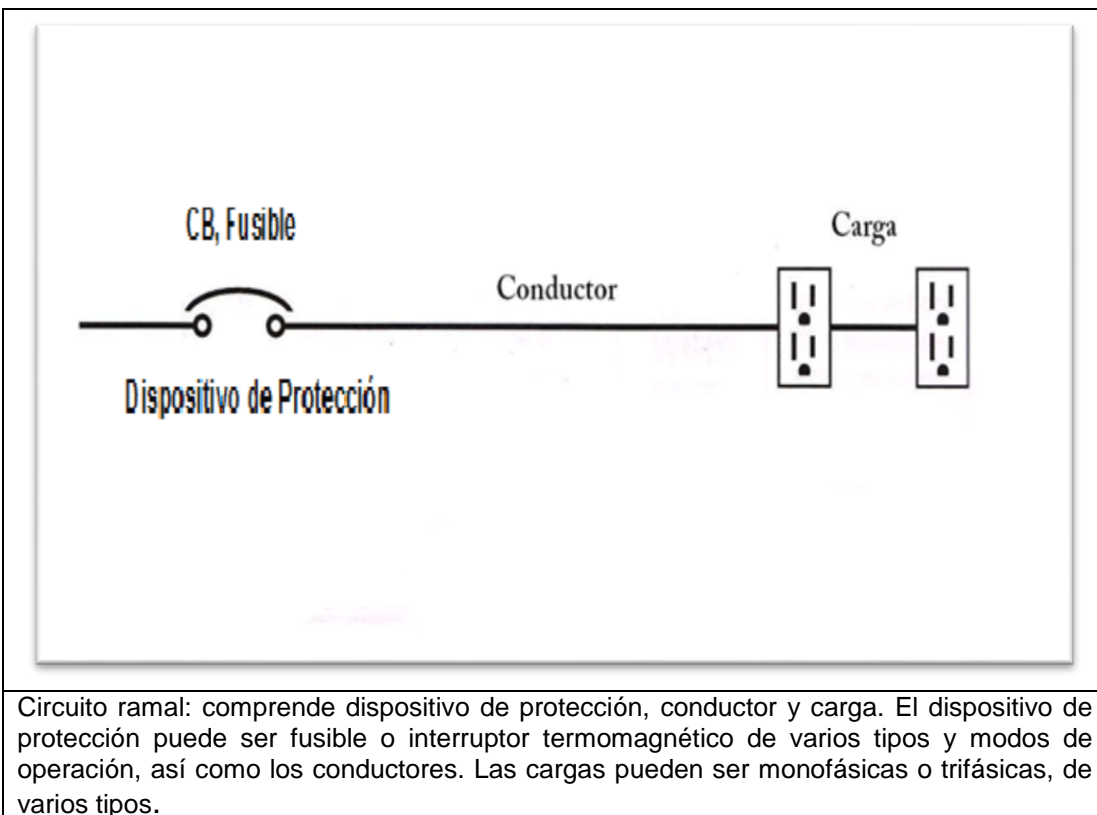 CB, Fusible
Carga
Conductor
Dispositivo de Protección
Circuito ramal: comprende dispositivo de protección, conductor y carga. El dispositivo de
protección puede ser fusible o interruptor termomagnético de varios tipos y modos de
operación, así como los conductores. Las cargas pueden ser monofásicas o trifásicas, de
varios tipos.